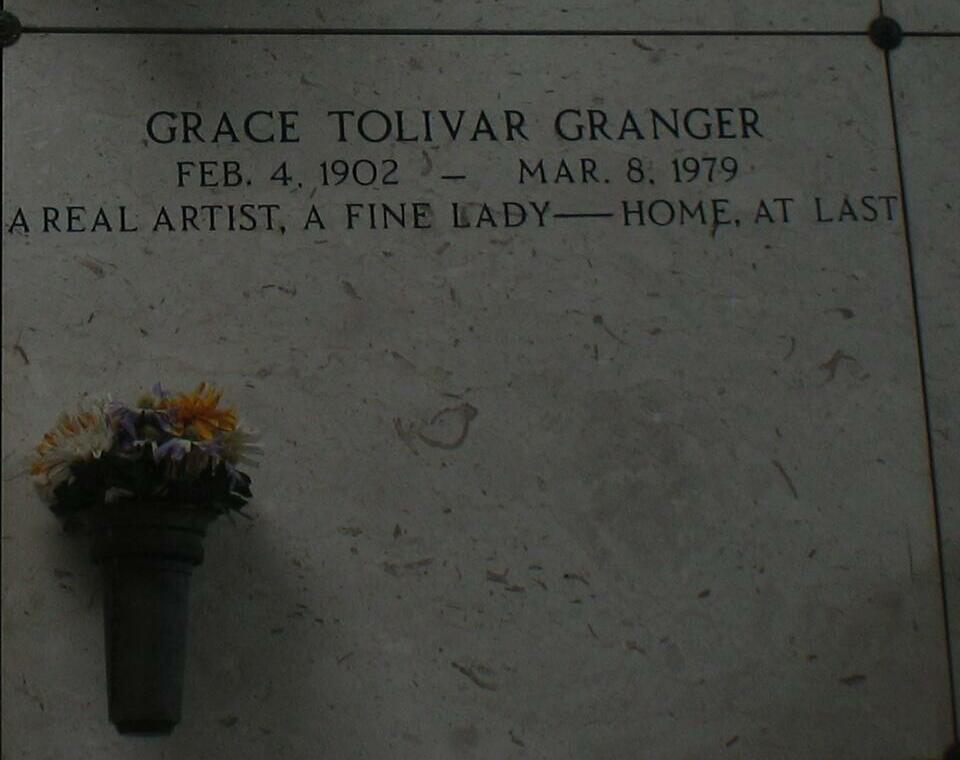 GRACE TOLIVAR GRANGER
FEB. 4, 1902 – MAR. 8, 1979
A REAL ARTIST, A FINE LADY — HOME, AT LAST